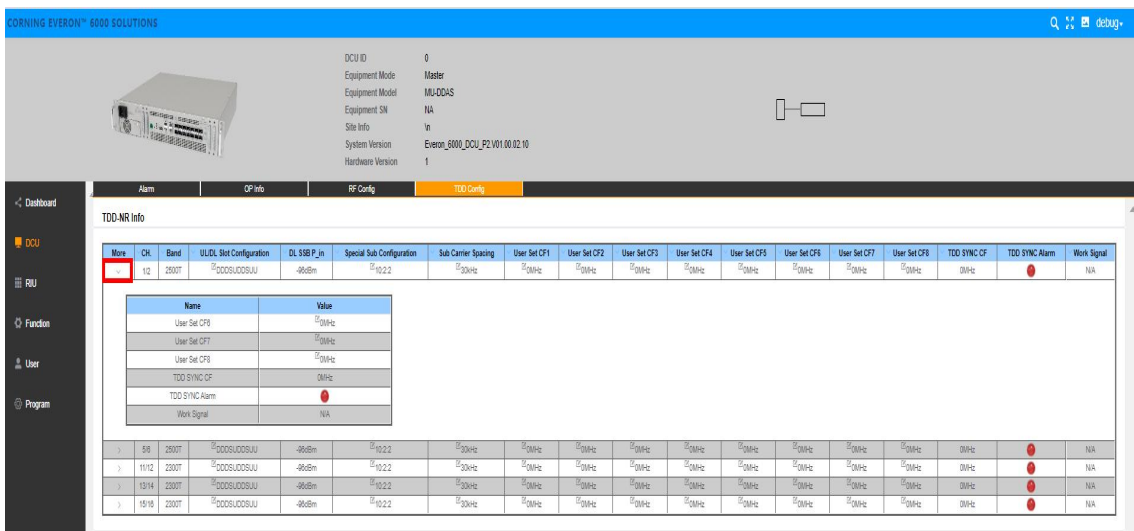 CORNING EVERON™ 6000 SOLUTIONS debug
DCU ID 0
Equipment Mode Master
Equipment Model MU-DDAS
Equipment SN NA
Site Info \n
System Version Everon_6000_DCU_P2.V01.00.02.10
Hardware Version 1
Alarm OP Info RF Config TDD Config
Dashboard
DCU
RIU
Function
User
Program
TDD-NR Info
More CH. Band UL/DL Slot Configuration DL SSB P_in Special Sub Configuration Sub Carrier Spacing User Set CF1 User Set CF2 User Set CF3 User Set CF4 User Set CF5 User Set CF6 User Set CF7 User Set CF8 TDD SYNC CF TDD SYNC Alarm Work Signal
1/2 2500T DDDSUDDSUU -96dBm 10:2:2 30kHz 0MHz 0MHz 0MHz 0MHz 0MHz 0MHz 0MHz 0MHz 0MHz N/A
Name Value
User Set CF6 0MHz
User Set CF7 0MHz
User Set CF8 0MHz
TDD SYNC CF 0MHz
TDD SYNC Alarm
Work Signal N/A
5/6 2500T DDDSUDDSUU -96dBm 10:2:2 30kHz 0MHz 0MHz 0MHz 0MHz 0MHz 0MHz 0MHz 0MHz 0MHz N/A
11/12 2300T DDDSUDDSUU -96dBm 10:2:2 30kHz 0MHz 0MHz 0MHz 0MHz 0MHz 0MHz 0MHz 0MHz 0MHz N/A
13/14 2300T DDDSUDDSUU -96dBm 10:2:2 30kHz 0MHz 0MHz 0MHz 0MHz 0MHz 0MHz 0MHz 0MHz 0MHz N/A
15/16 2300T DDDSUDDSUU -96dBm 10:2:2 30kHz 0MHz 0MHz 0MHz 0MHz 0MHz 0MHz 0MHz 0MHz 0MHz N/A